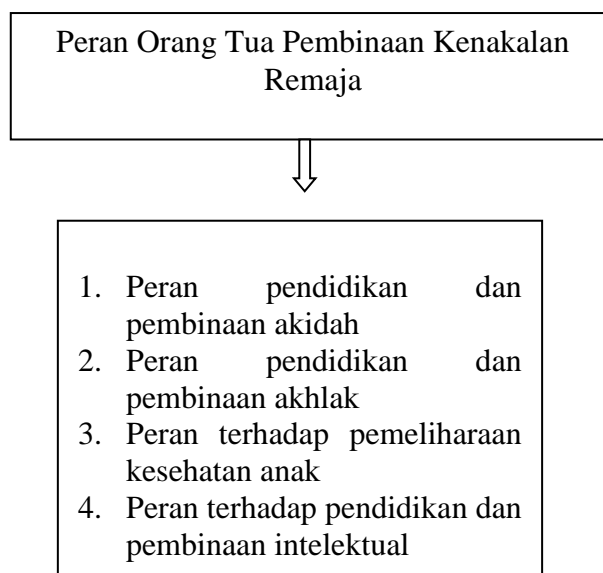 Peran Orang Tua Pembinaan Kenakalan
Remaja
1. Peran pendidikan dan
pembinaan akidah
2. Peran pendidikan dan
pembinaan akhlak
3. Peran terhadap pemeliharaan
kesehatan anak
4. Peran terhadap pendidikan dan
pembinaan intelektual